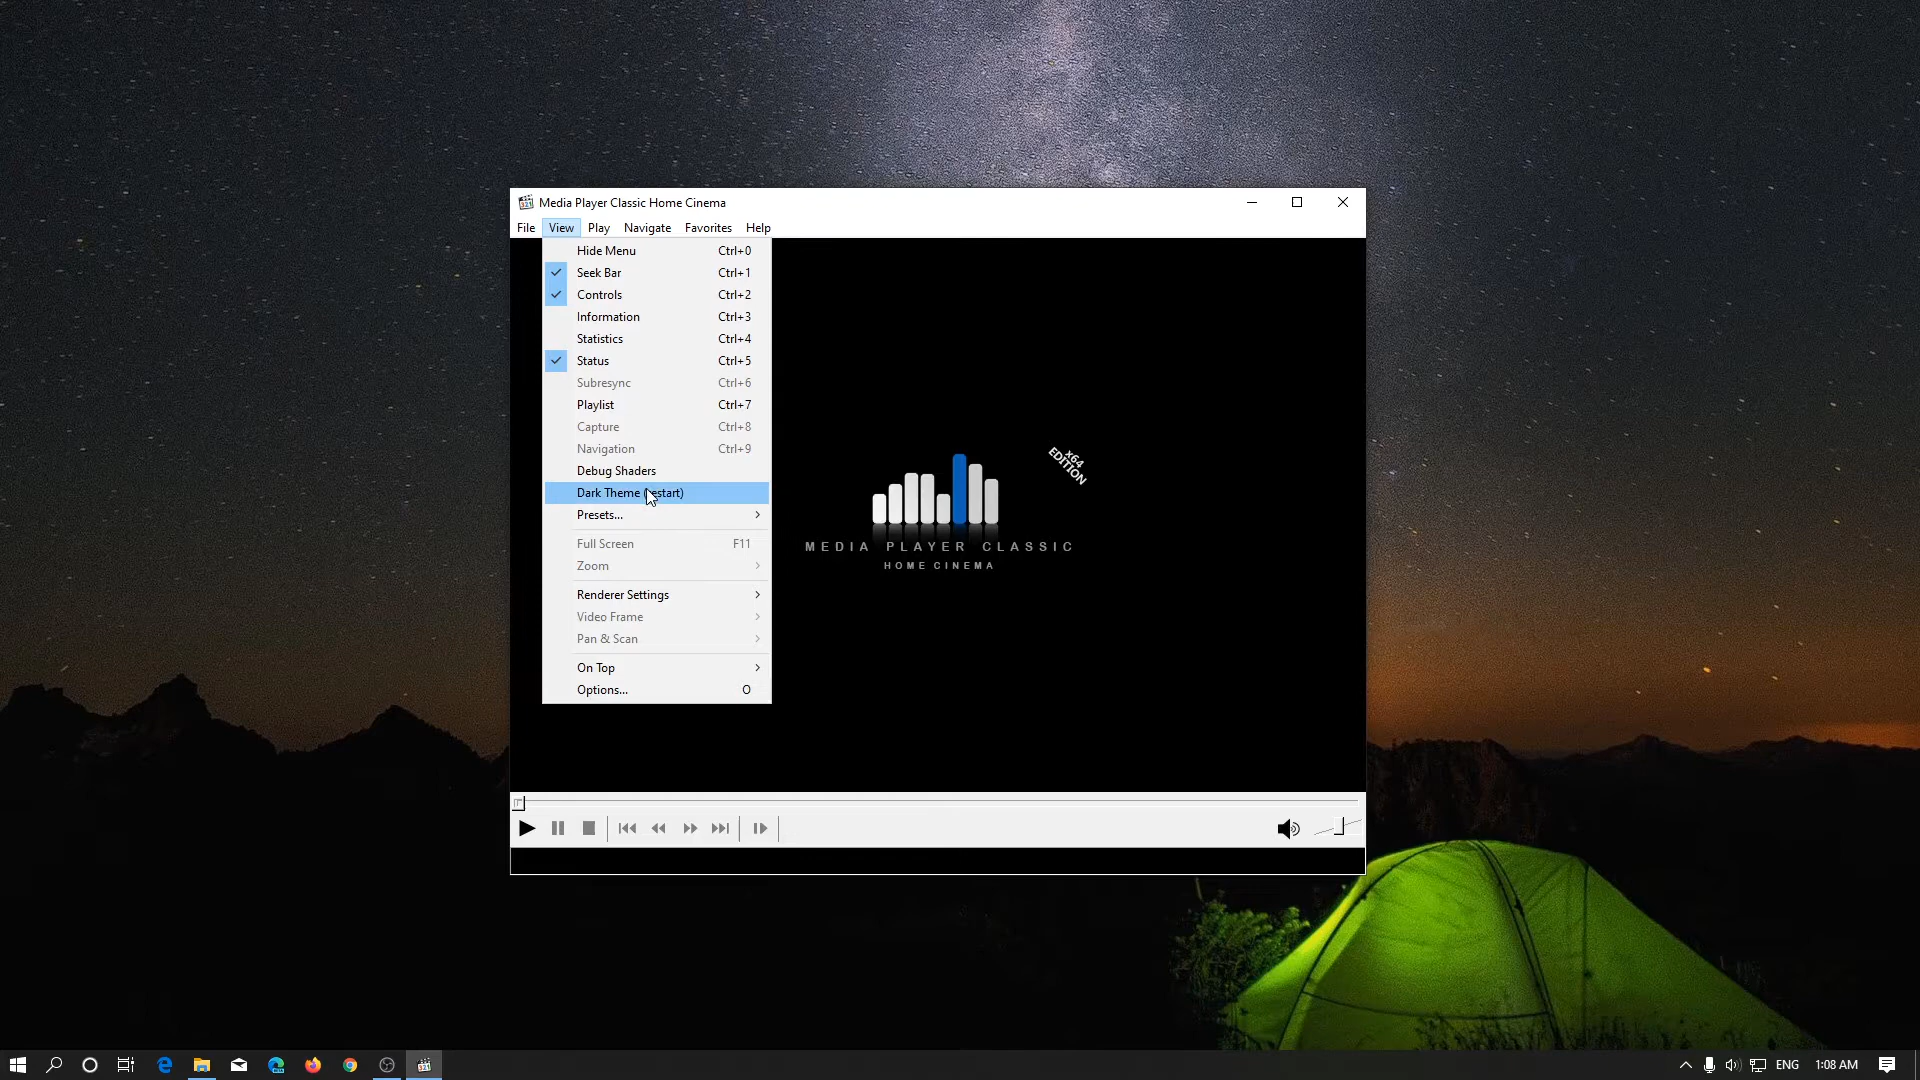 Media Player Classic Home Cinema
File View Play Navigate Favorites Help
Hide Menu Ctrl+0
Seek Bar Ctrl+1
Controls Ctrl+2
Information Ctrl+3
Statistics Ctrl+4
Status Ctrl+5
Subresync Ctrl+6
Playlist Ctrl+7
Capture Ctrl+8
Navigation Ctrl+9
Debug Shaders
Dark Theme (restart)
Presets...
Full Screen F11
Zoom
Renderer Settings
Video Frame
Pan & Scan
On Top
Options... O
x64
EDITION
MEDIA PLAYER CLASSIC
HOME CINEMA
ENG 1:08 AM